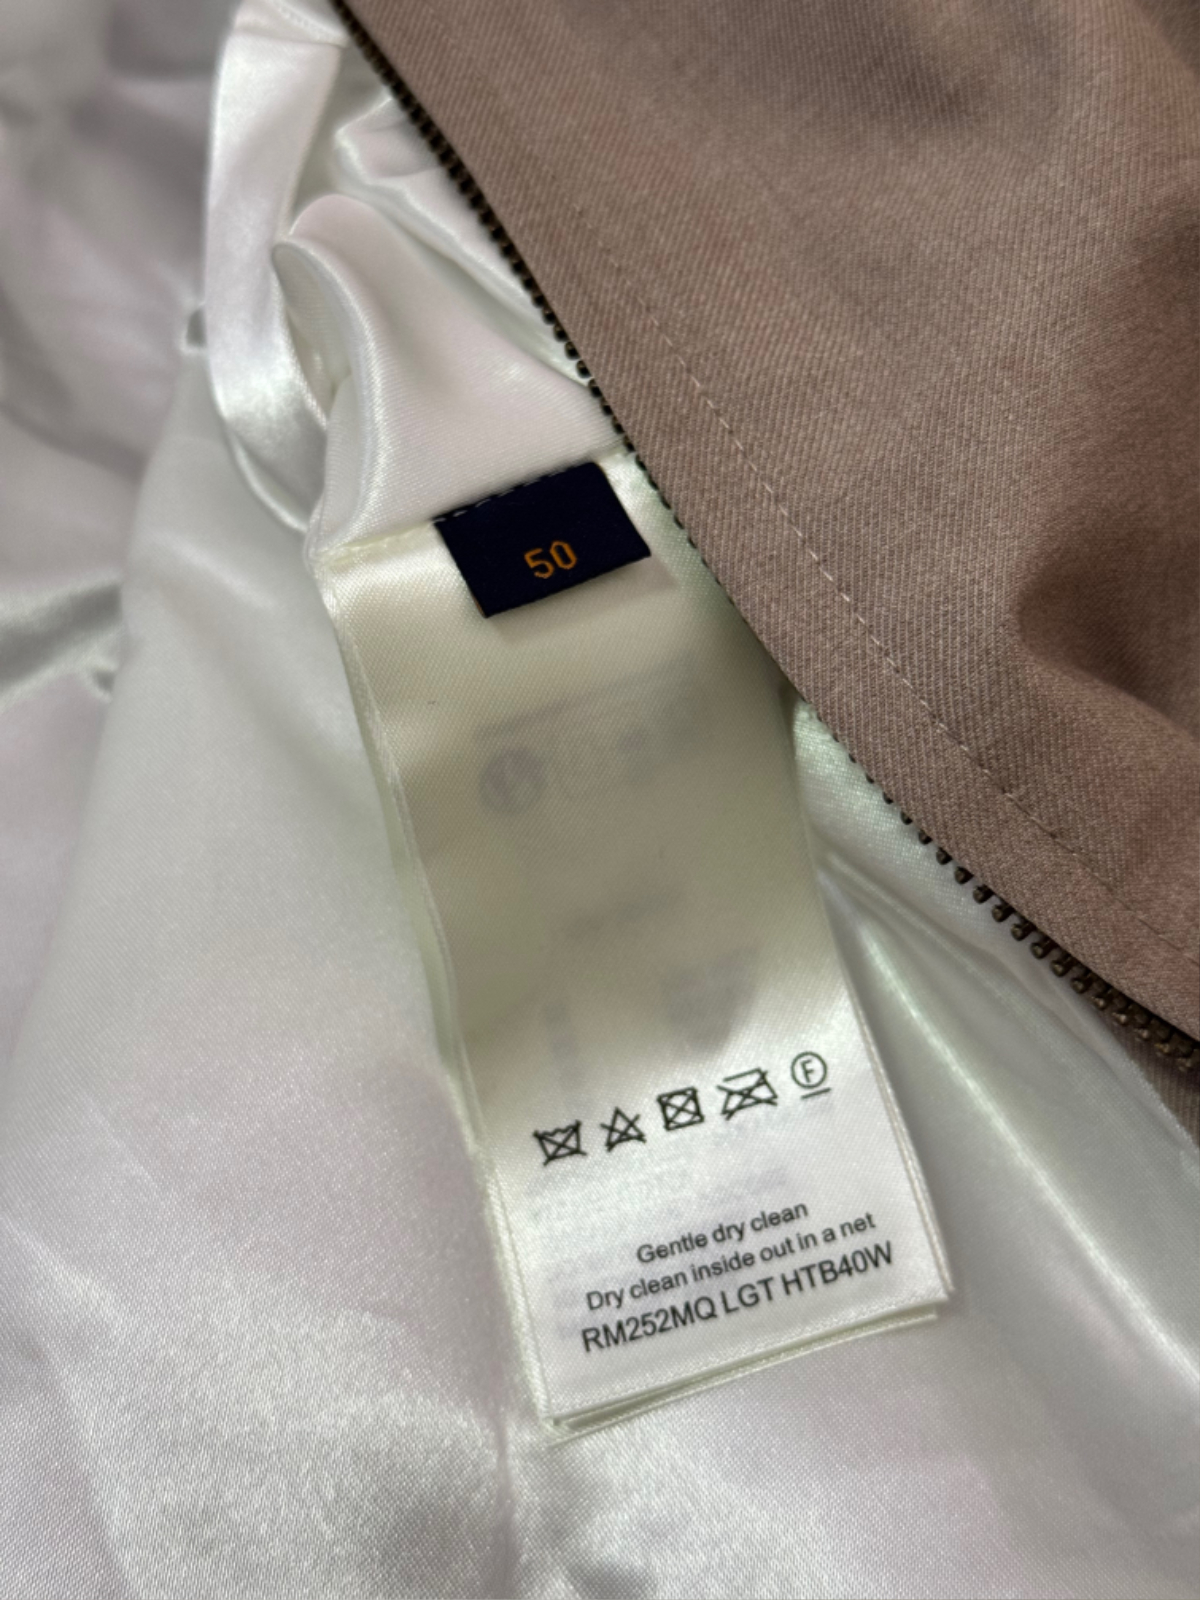 50
F
Gentle dry clean
Dry clean inside out in a net
RM252MQ LGT HTB40W